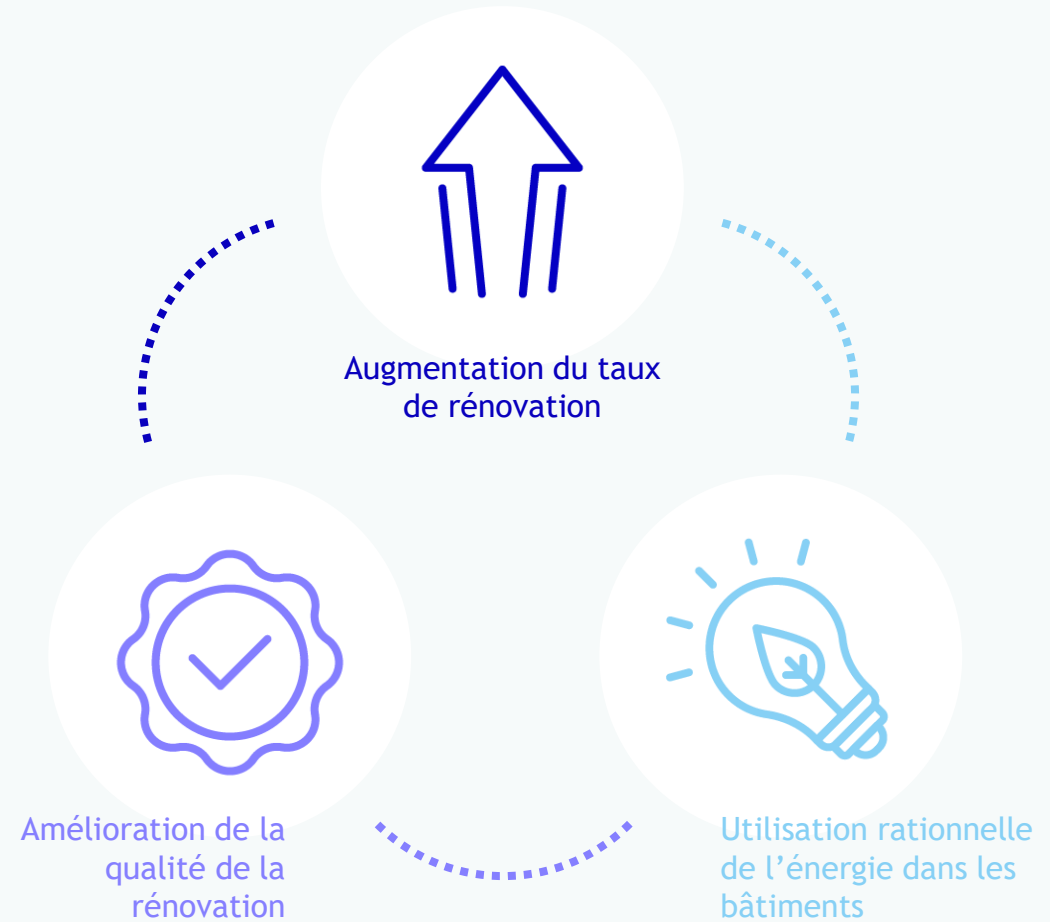 Augmentation du taux
de rénovation
Amélioration de la
qualité de la
rénovation
Utilisation rationnelle
de l’énergie dans les
bâtiments